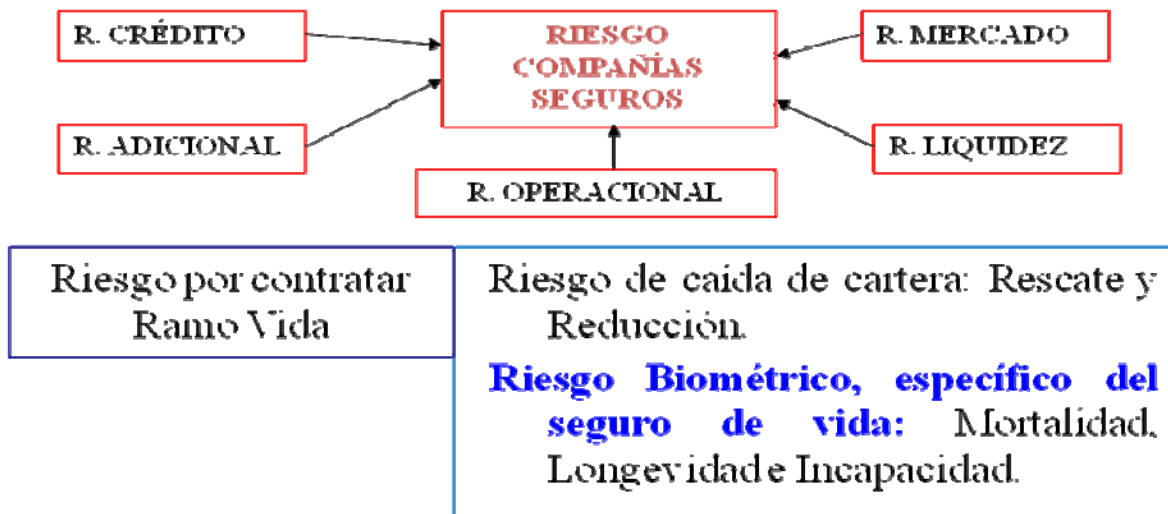 R. CRÉDITO
RIESGO
COMPAÑÍAS
SEGUROS
R. MERCADO
R. ADICIONAL
R. LIQUIDEZ
R. OPERACIONAL
Riesgo por contratar
Ramo Vida
Riesgo de caída de cartera: Rescate y
Reducción.
Riesgo Biométrico, específico del
seguro de vida: Mortalidad,
Longevidad e Incapacidad.